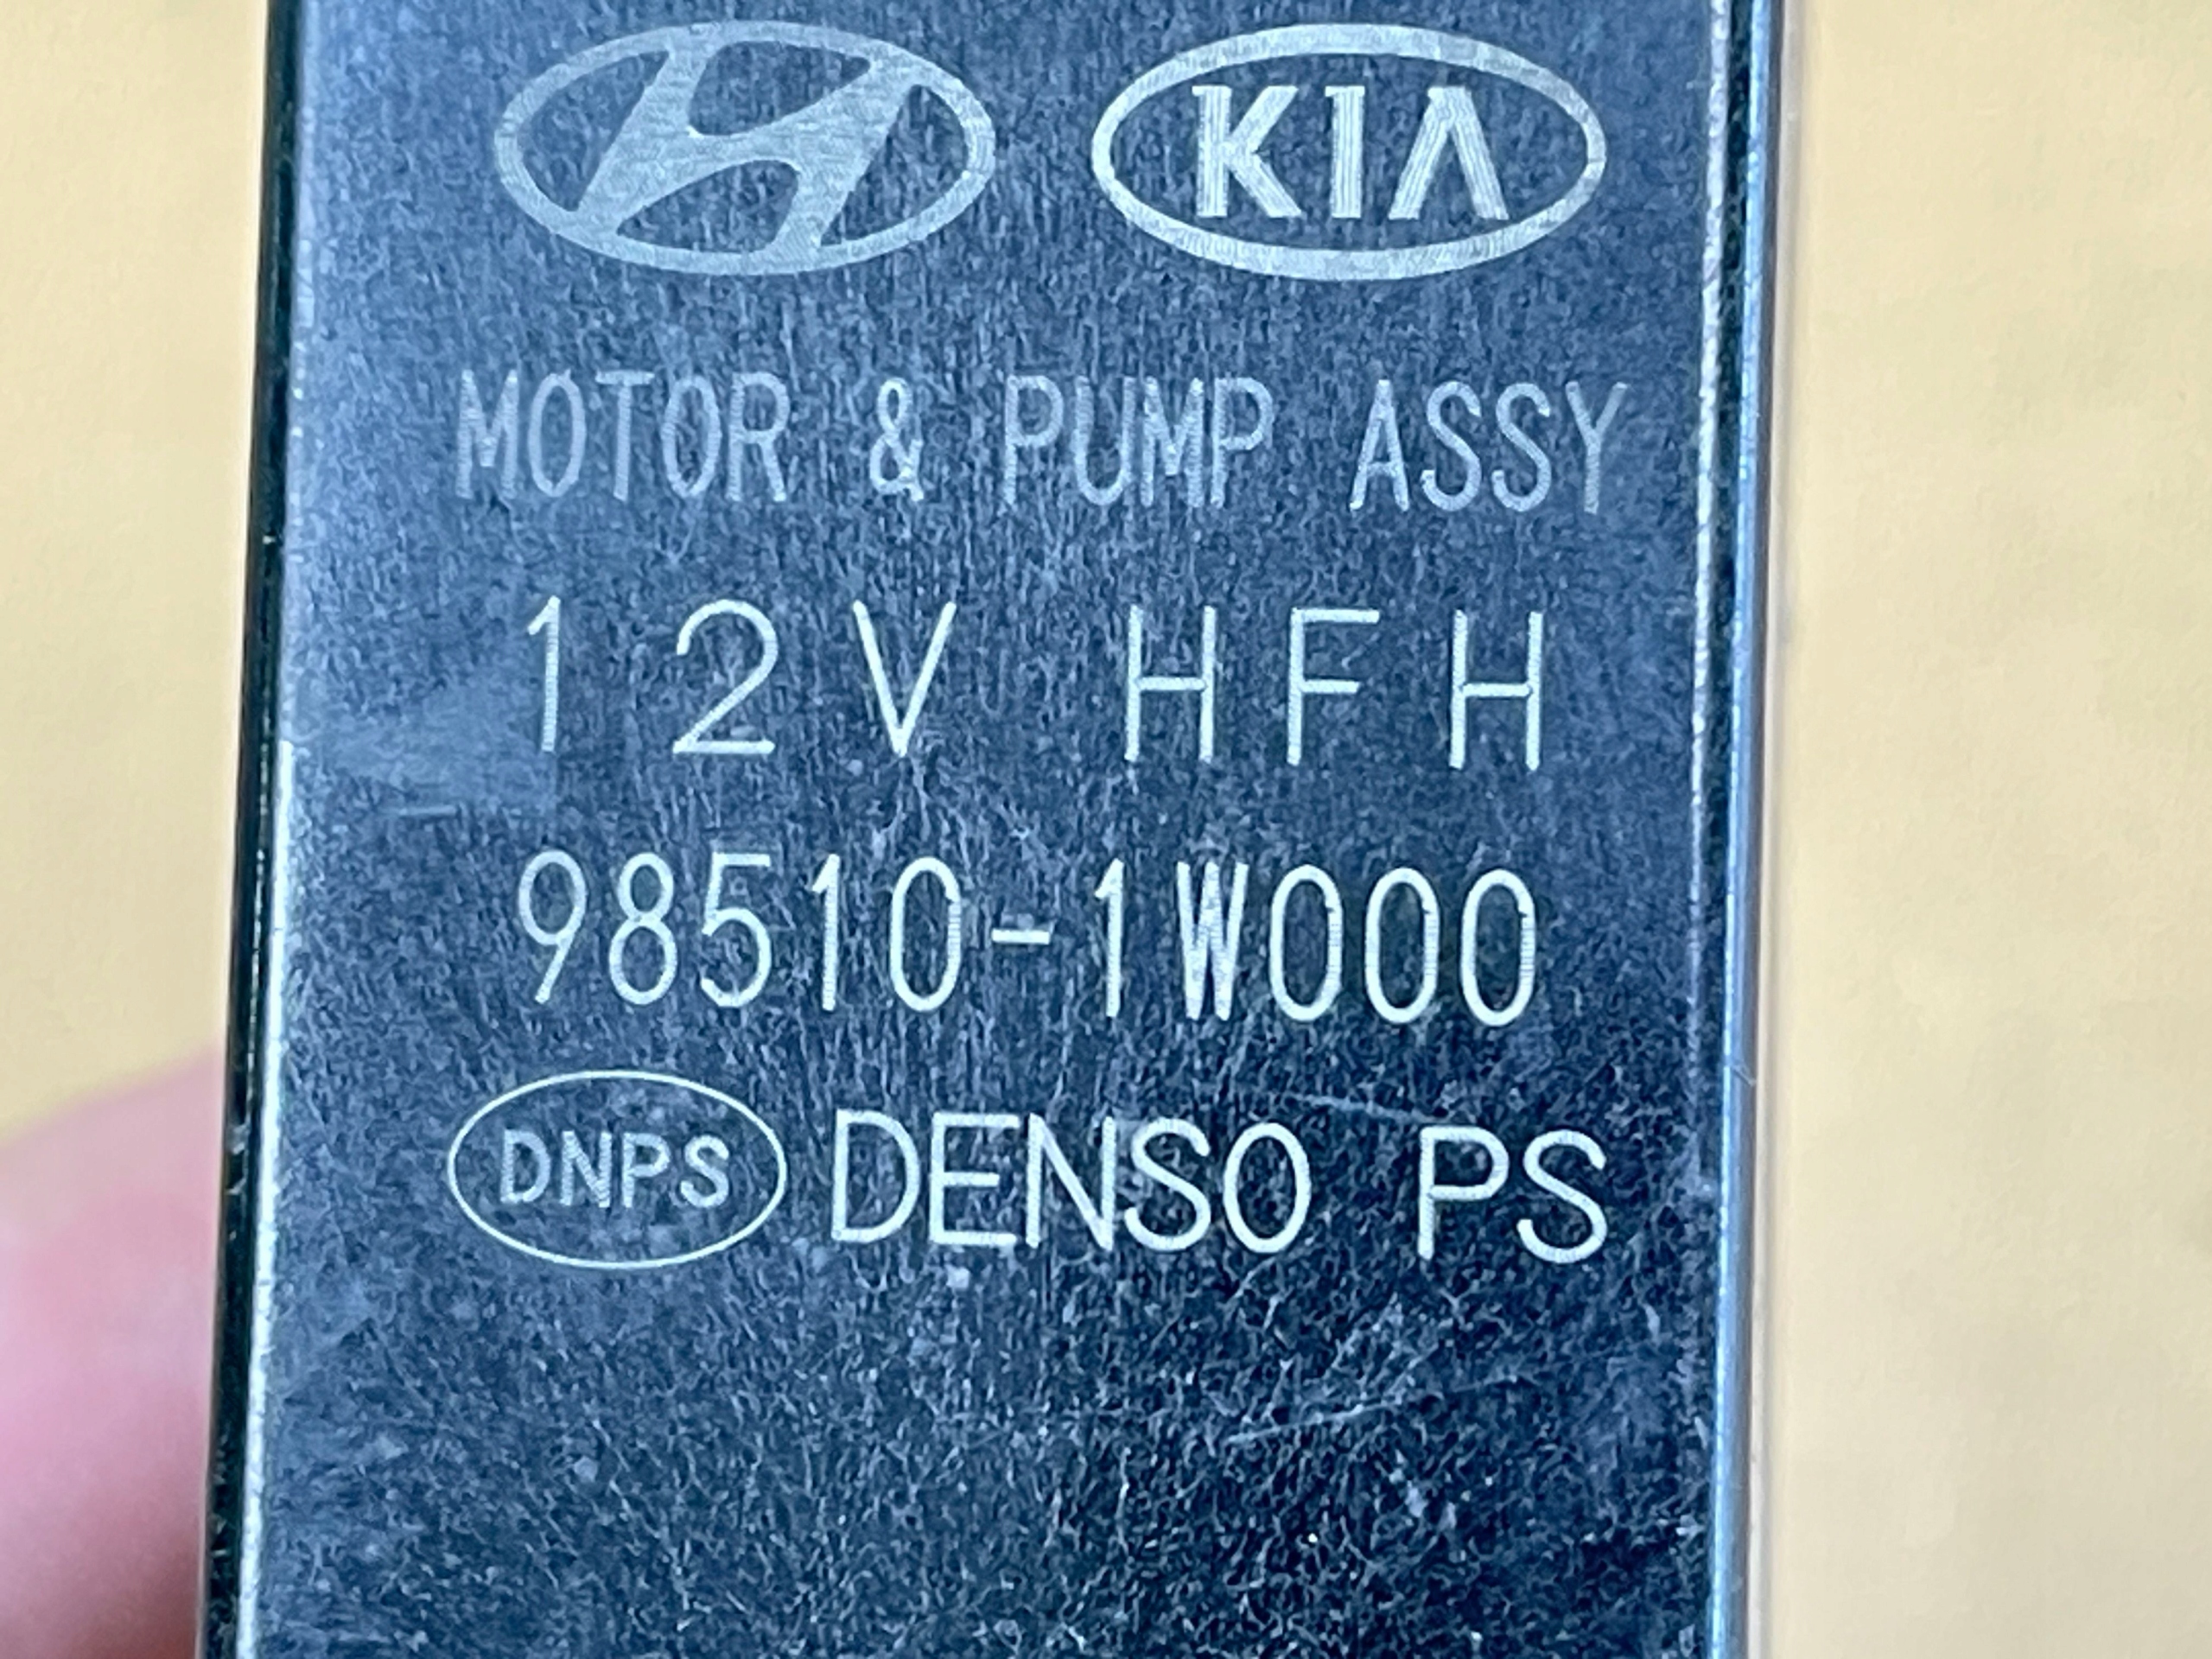 KIA
MOTOR & PUMP ASSY
12V HFH
98510-1W000
DNPS DENSO PS